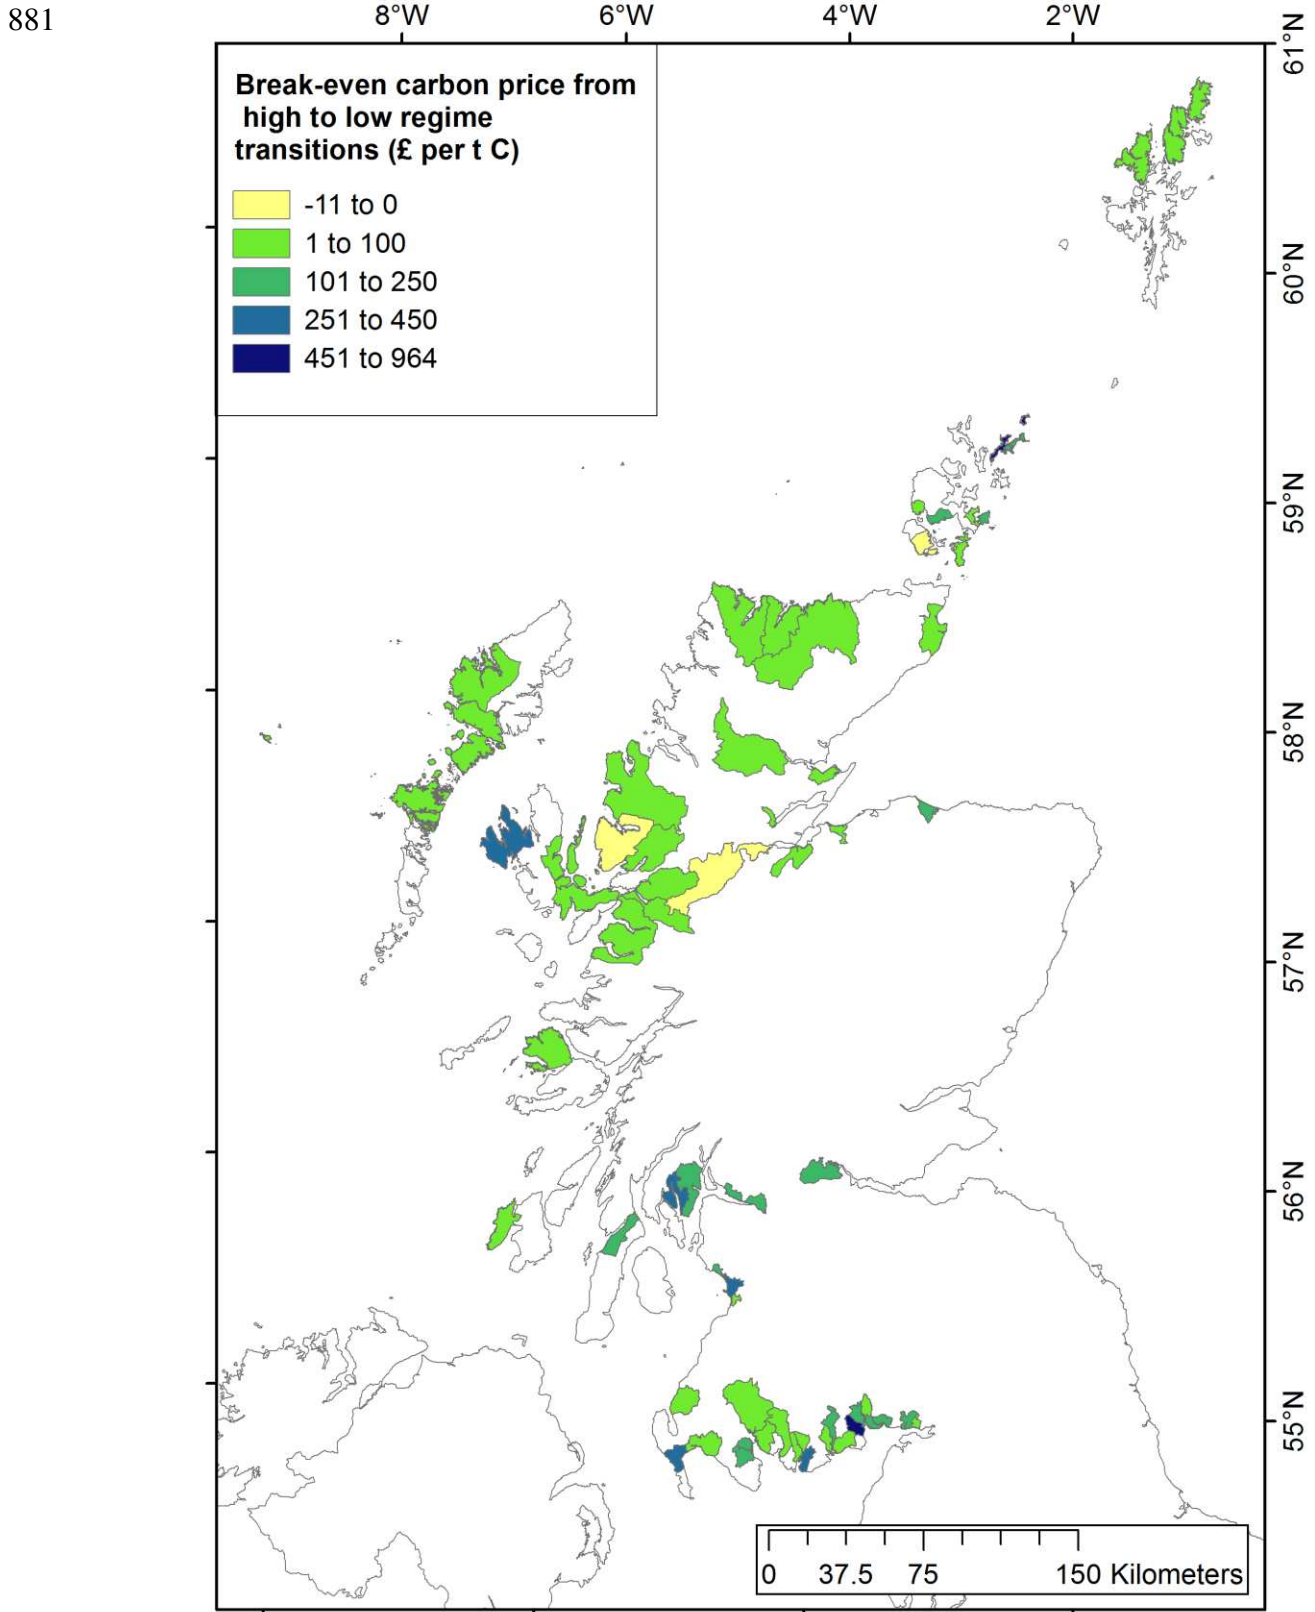 881
8°W 6°W 4°W 2°W
61°N
Break-even carbon price from
high to low regime
transitions (£ per t C)
-11 to 0
1 to 100
101 to 250
251 to 450
451 to 964
60°N
59°N
58°N
57°N
56°N
55°N
0 37.5 75 150 Kilometers